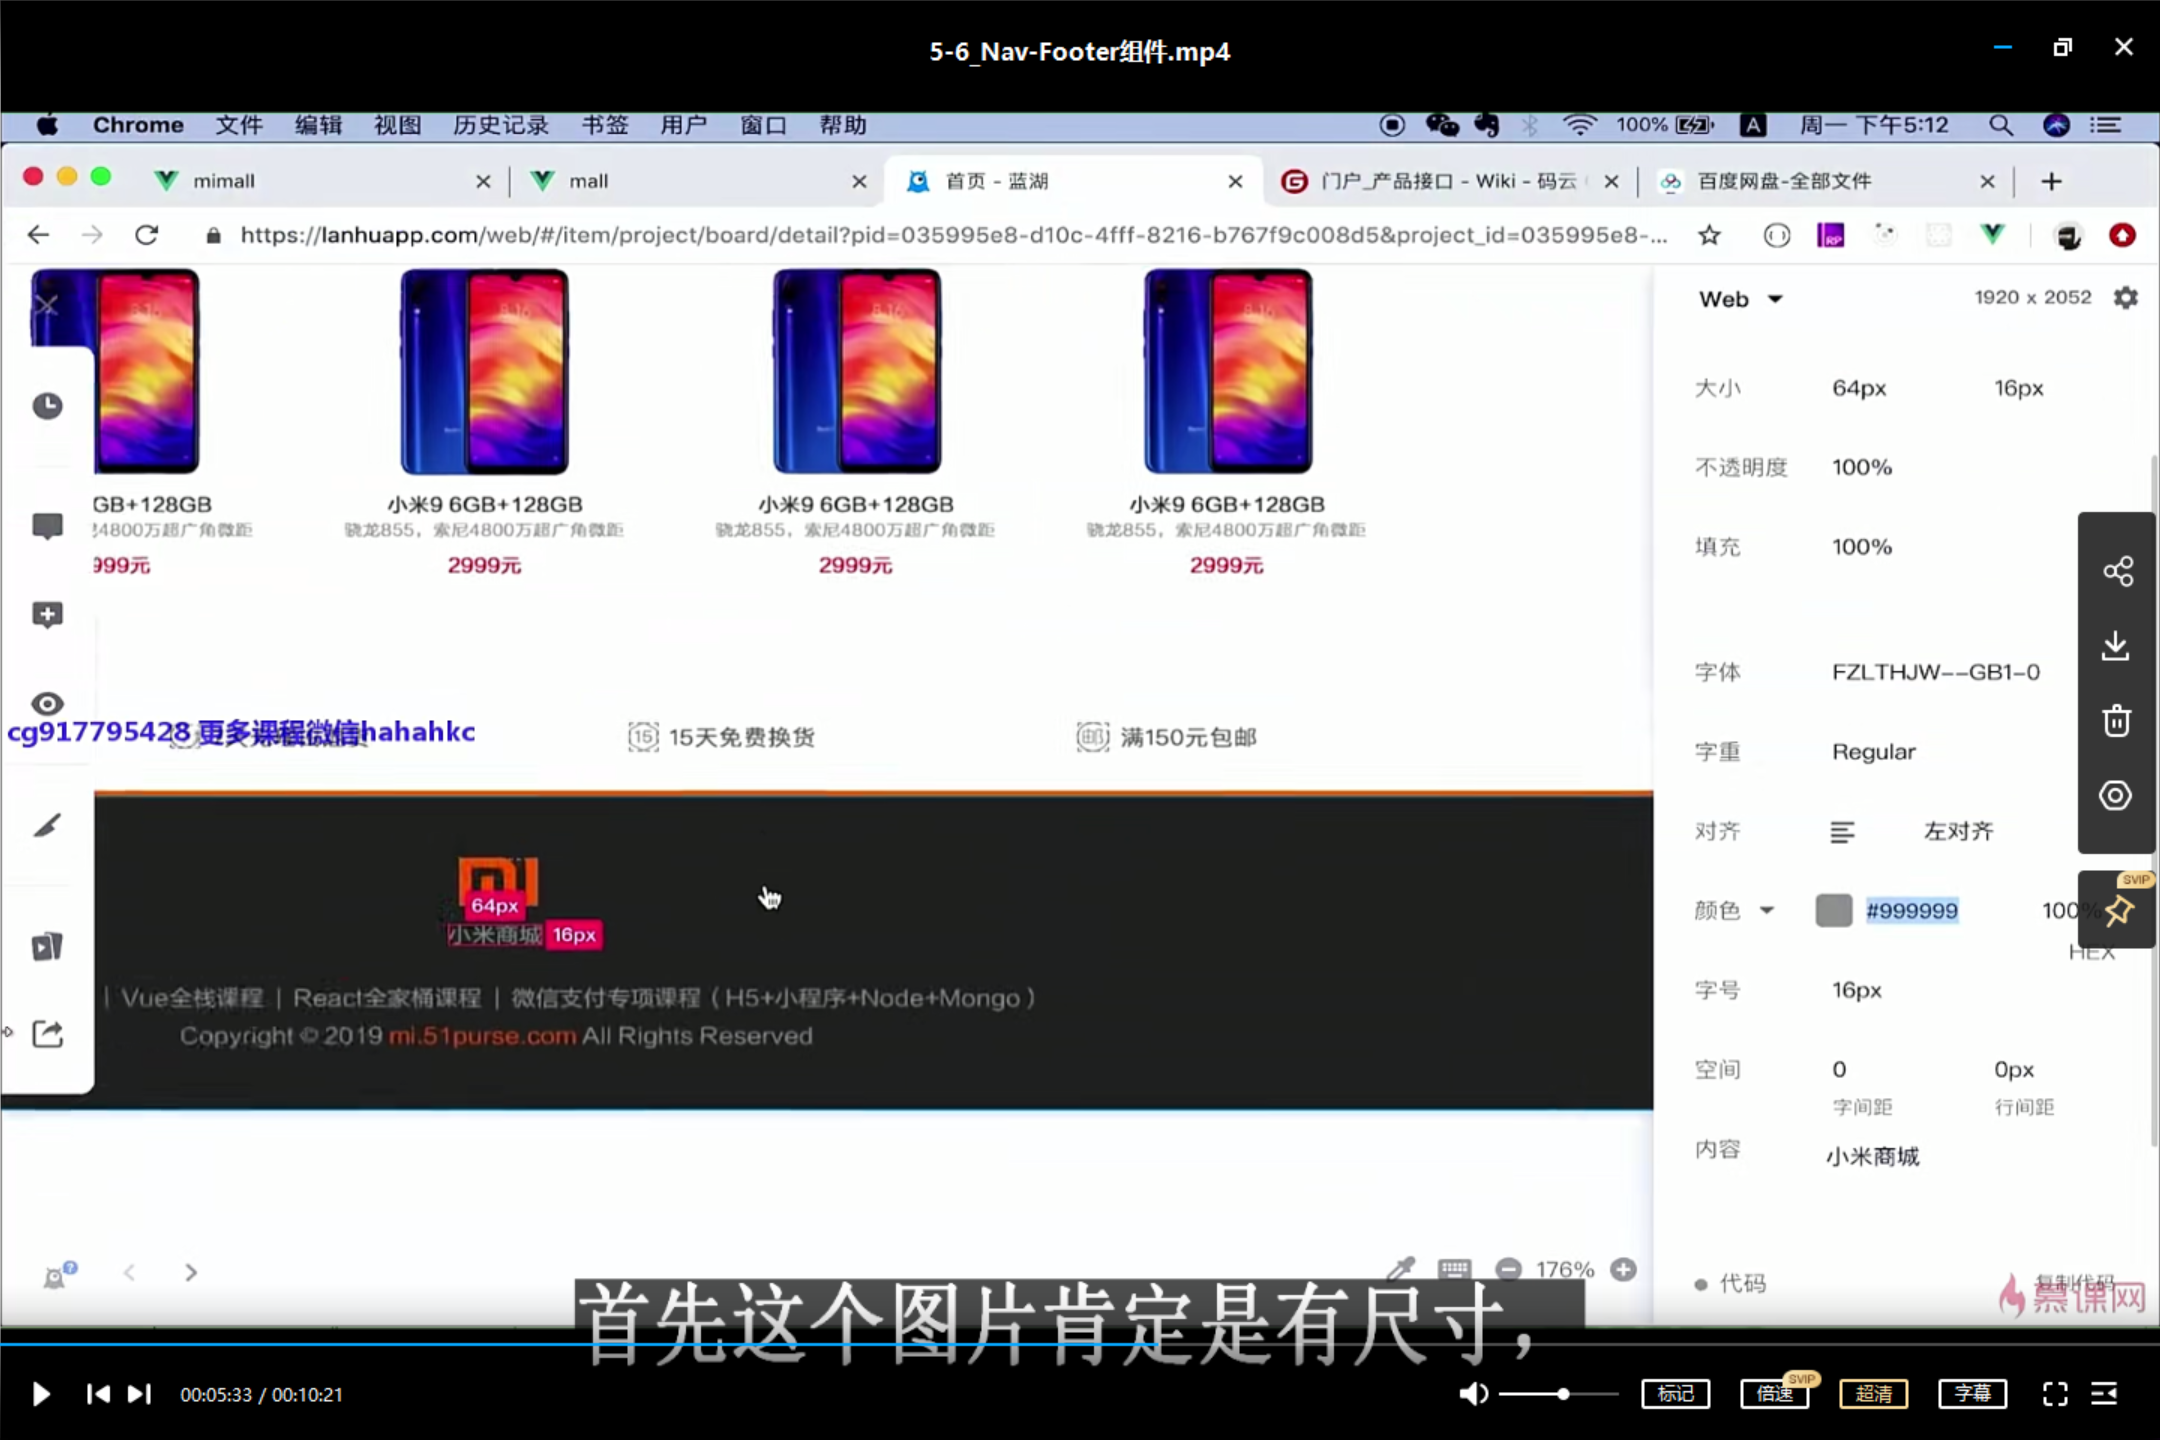 5-6_Nav-Footer组件.mp4
Chrome 文件 编辑 视图 历史记录 书签 用户 窗口 帮助 100% A 周一 下午5:12
mimall mall 首页 - 蓝湖 门户_产品接口 - Wiki - 码云 百度网盘-全部文件
https://lanhuapp.com/web/#/item/project/board/detail?pid=035995e8-d10c-4fff-8216-b767f9c008d5&project_id=035995e8-...
Web 1920 x 2052
大小 64px 16px
不透明度 100%
GB+128GB 小米9 6GB+128GB 小米9 6GB+128GB 小米9 6GB+128GB
4800万超广角微距 骁龙855，索尼4800万超广角微距 骁龙855，索尼4800万超广角微距 骁龙855，索尼4800万超广角微距
999元 2999元 2999元 2999元
填充 100%
字体 FZLTHJW--GB1-0
cg917795428 更多课程微信hahahkc
15 15天免费换货 邮 满150元包邮
字重 Regular
对齐 左对齐
SVIP
64px
颜色 #999999 100%
HEX
小米商城 16px
字号 16px
| Vue全栈课程 | React全家桶课程 | 微信支付专项课程（H5+小程序+Node+Mongo）
Copyright © 2019 mi.51purse.com All Rights Reserved
空间 0 0px
字间距 行间距
内容 小米商城
176%
代码 复制代码
慕课网
首先这个图片肯定是有尺寸，
00:05:33 / 00:10:21 标记 倍速 SVIP 超清 字幕